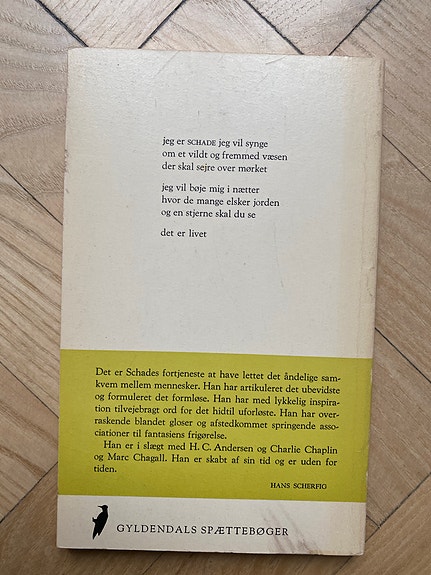 jeg er SCHADE jeg vil synge
om et vildt og fremmed væsen
der skal sejre over mørket
jeg vil bøje mig i nætter
hvor de mange elsker jorden
og en stjerne skal du se
det er livet
Det er Schades fortjeneste at have lettet det åndelige sam-
kvem mellem mennesker. Han har artikuleret det ubevidste
og formuleret det formløse. Han har med lykkelig inspira-
tion tilvejebragt ord for det hidtil uforløste. Han har over-
raskende blandet gloser og afstedkommet springende asso-
ciationer til fantasiens frigørelse.
Han er i slægt med H. C. Andersen og Charlie Chaplin
og Marc Chagall. Han er skabt af sin tid og er uden for
tiden.
HANS SCHERFIG
GYLDENDALS SPÆTTEBØGER